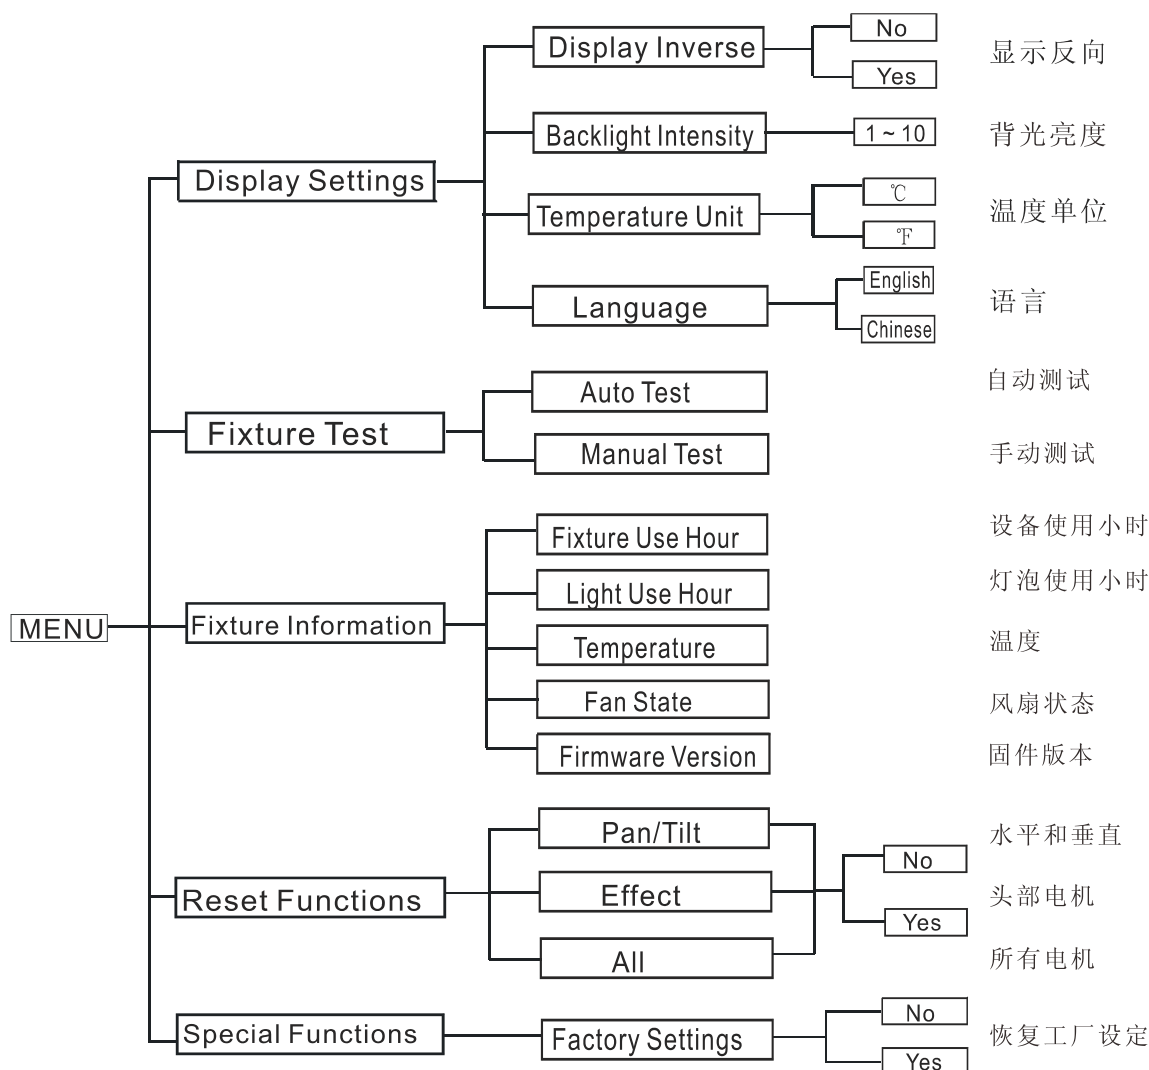 MENU
Display Settings
Display Inverse
No
Yes
显示反向
Backlight Intensity
1 ~ 10
背光亮度
Temperature Unit
℃
℉
温度单位
Language
English
Chinese
语言
Fixture Test
Auto Test
自动测试
Manual Test
手动测试
Fixture Information
Fixture Use Hour
设备使用小时
Light Use Hour
灯泡使用小时
Temperature
温度
Fan State
风扇状态
Firmware Version
固件版本
Reset Functions
Pan/Tilt
水平和垂直
Effect
头部电机
All
所有电机
No
Yes
Special Functions
Factory Settings
No
Yes
恢复工厂设定